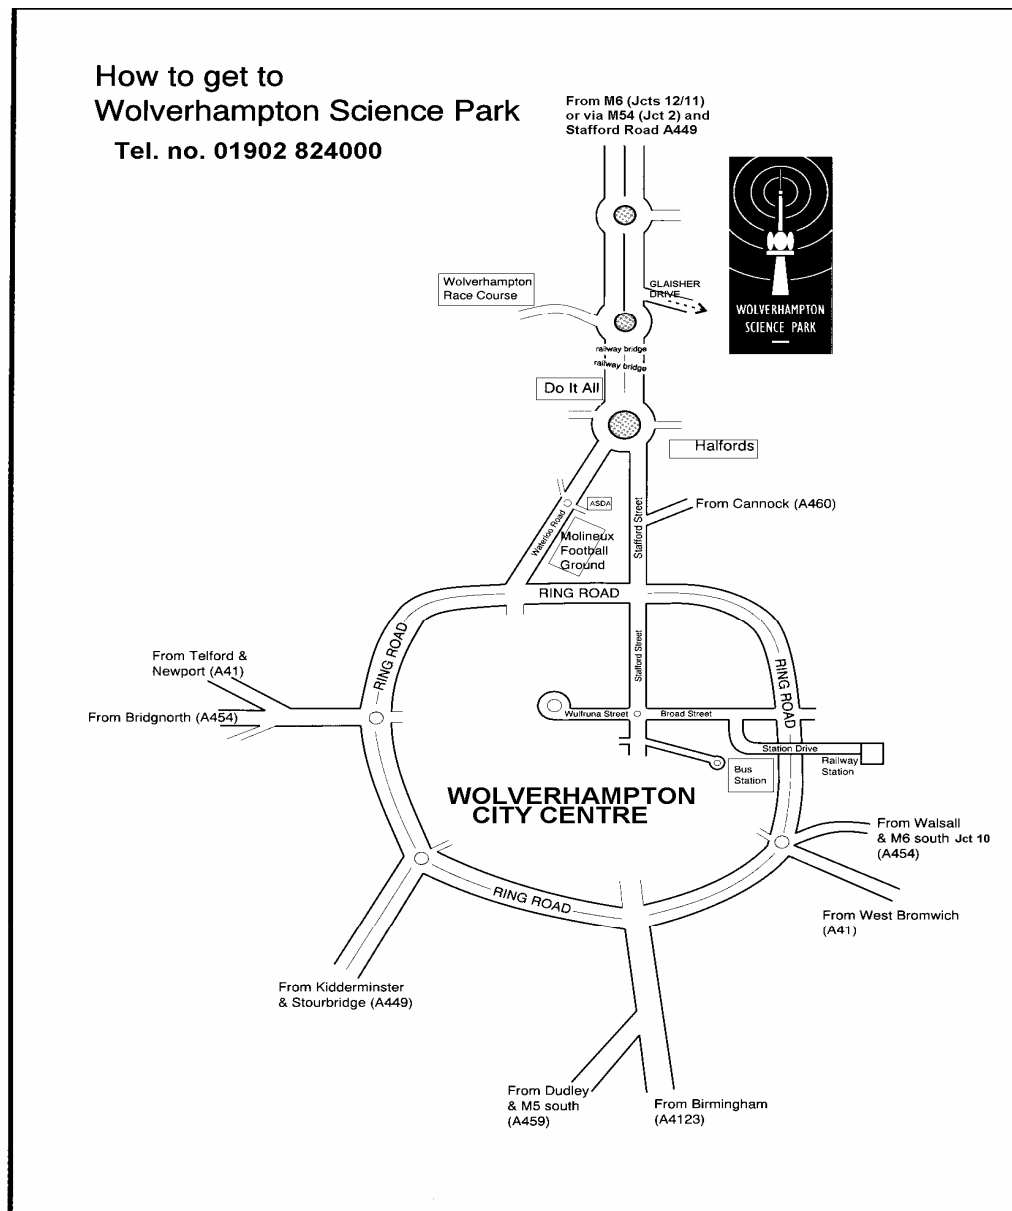 How to get to
Wolverhampton Science Park
Tel. no. 01902 824000
From M6 (Jcts 12/11)
or via M54 (Jct 2) and
Stafford Road A449
Wolverhampton
Race Course
GLAISHER
DRIVE
WOLVERHAMPTON
SCIENCE PARK
railway bridge
railway bridge
Do It All
Halfords
ASDA
From Cannock (A460)
Waterloo Road
Stafford Street
Molineux
Football
Ground
RING ROAD
RING ROAD
Stafford Street
RING ROAD
From Telford &
Newport (A41)
From Bridgnorth (A454)
Wulfruna Street
Broad Street
Station Drive
Railway
Station
Bus
Station
WOLVERHAMPTON
CITY CENTRE
From Walsall
& M6 south Jct 10
(A454)
RING ROAD
From West Bromwich
(A41)
From Kidderminster
& Stourbridge (A449)
From Dudley
& M5 south
(A459)
From Birmingham
(A4123)